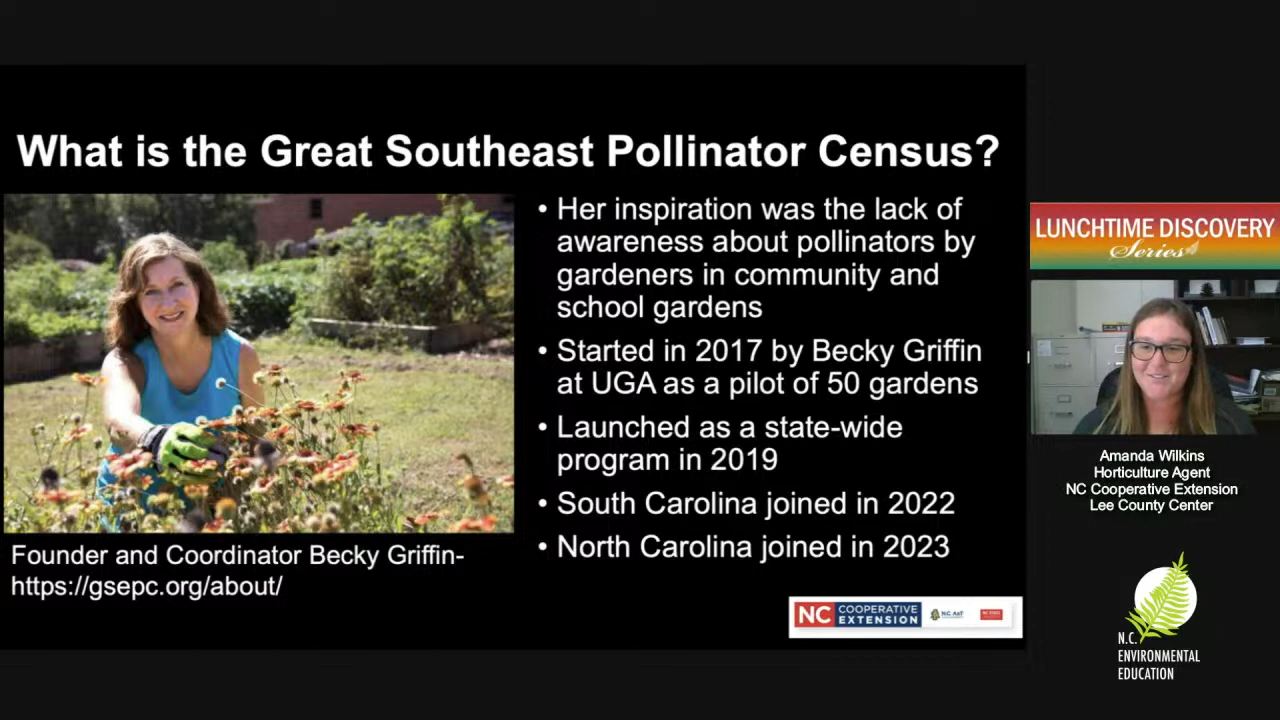 What is the Great Southeast Pollinator Census?
• Her inspiration was the lack of
awareness about pollinators by
gardeners in community and
school gardens
• Started in 2017 by Becky Griffin
at UGA as a pilot of 50 gardens
• Launched as a state-wide
program in 2019
• South Carolina joined in 2022
• North Carolina joined in 2023
Founder and Coordinator Becky Griffin-
https://gsepc.org/about/
NC COOPERATIVE
EXTENSION
N.C. A&T
NC STATE
LUNCHTIME DISCOVERY
Series
Amanda Wilkins
Horticulture Agent
NC Cooperative Extension
Lee County Center
N.C.
ENVIRONMENTAL
EDUCATION